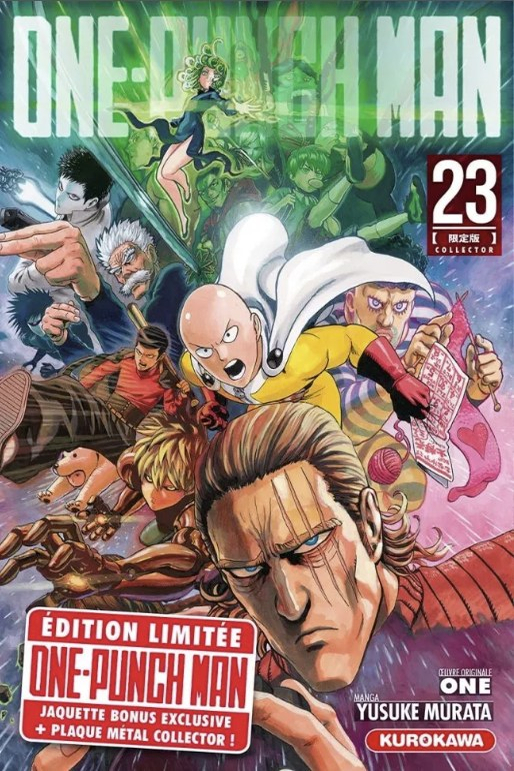 ONE-PUNCH MAN
23
【限定版】
COLLECTOR
ÉDITION LIMITÉE
ONE-PUNCH MAN
JAQUETTE BONUS EXCLUSIVE
+ PLAQUE MÉTAL COLLECTOR !
ŒUVRE ORIGINALE
ONE
MANGA
YUSUKE MURATA
KUROKAWA